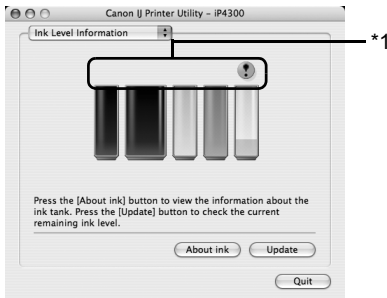 Canon IJ Printer Utility – iP4300
Ink Level Information
*1
!
Press the [About ink] button to view the information about the
ink tank. Press the [Update] button to check the current
remaining ink level.
About ink
Update
Quit